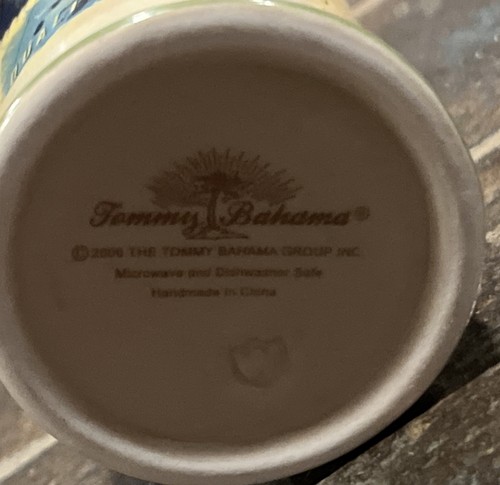 Tommy Bahama®
© 2006 THE TOMMY BAHAMA GROUP INC.
Microwave and Dishwasher Safe
Handmade in China